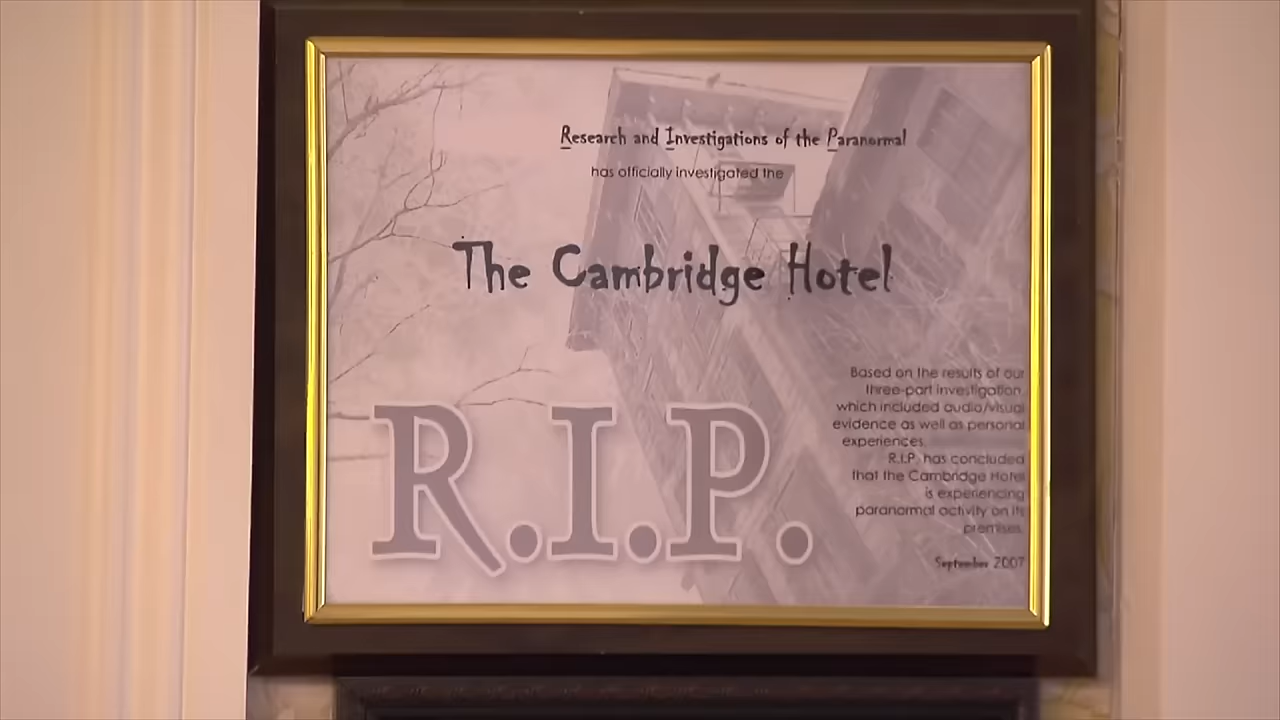 Research and Investigations of the Paranormal
has officially investigated the
The Cambridge Hotel
R.I.P.
Based on the results of our
three-part investigation,
which included audio/visual
evidence as well as personal
experiences,
R.I.P. has concluded
that the Cambridge Hotel
is experiencing
paranormal activity on its
premises.
September 2007